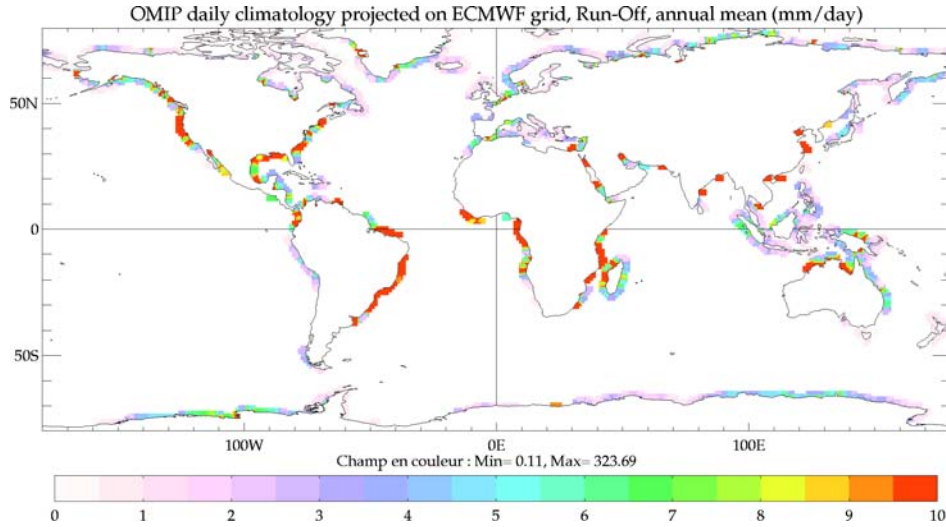 OMIP daily climatology projected on ECMWF grid, Run-Off, annual mean (mm/day)
50N
0
50S
100W 0E 100E
Champ en couleur : Min= 0.11, Max= 323.69
0 1 2 3 4 5 6 7 8 9 10